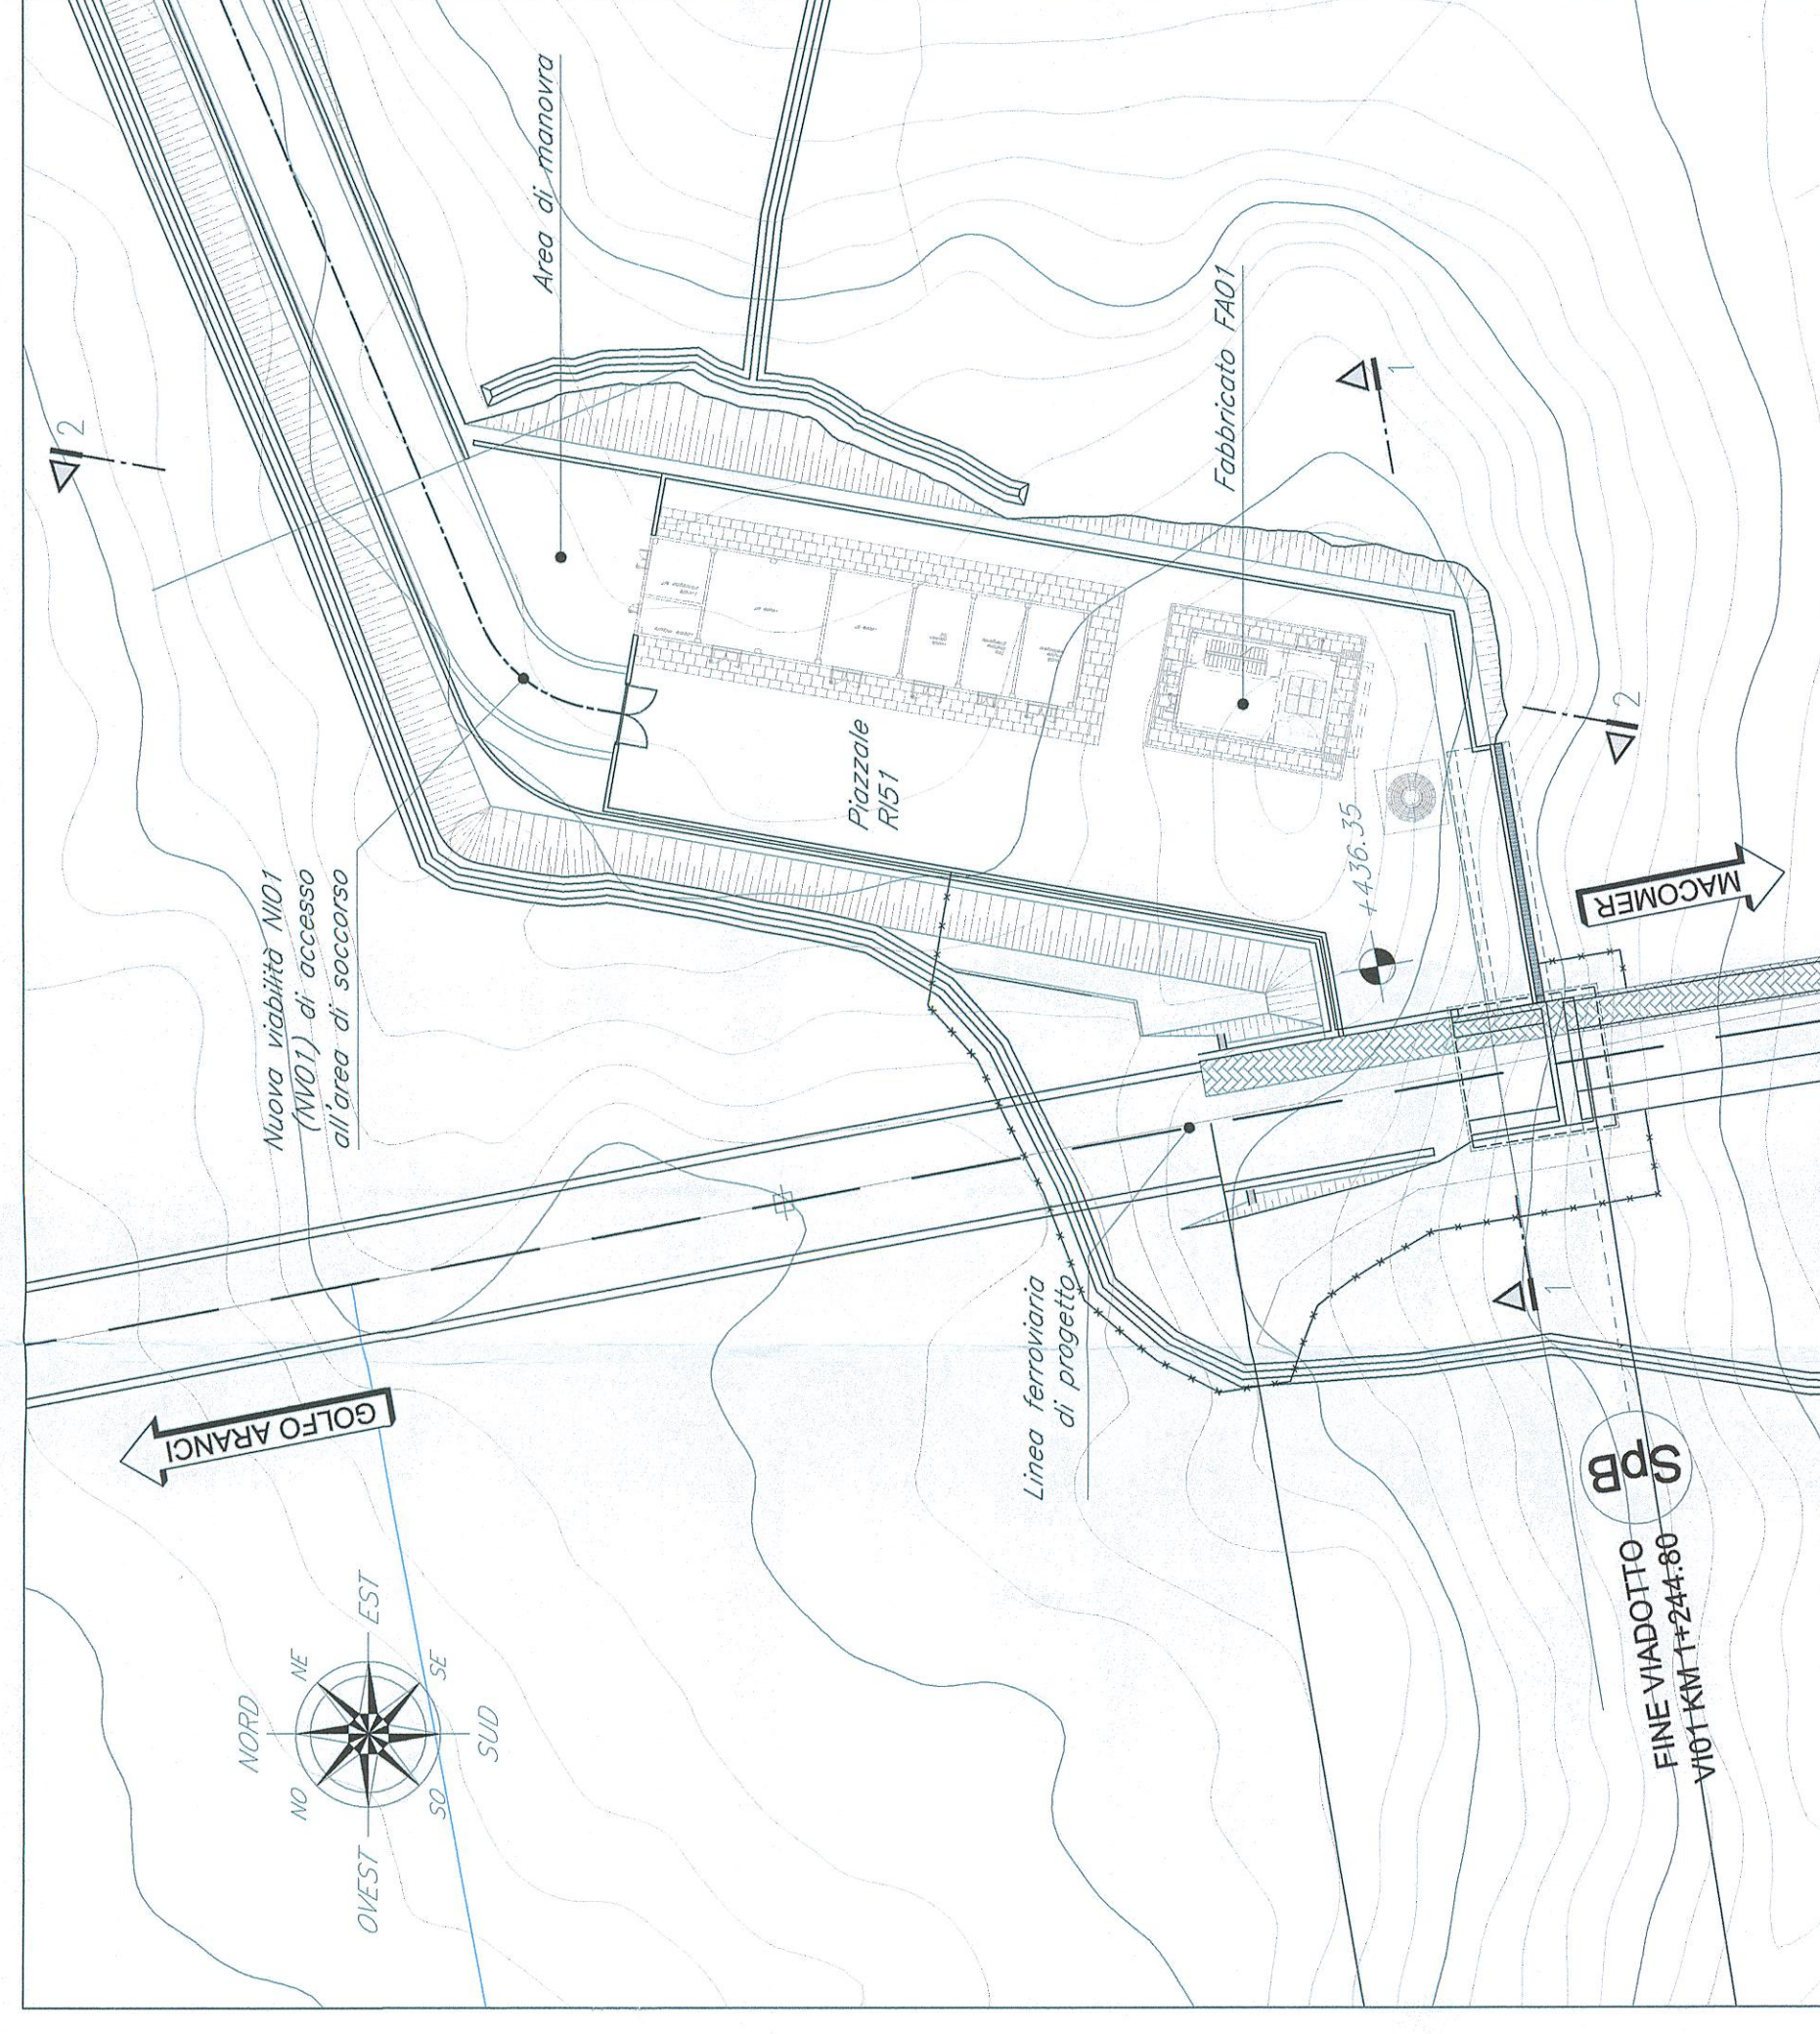 2
Area di manovra
Fabbricato FA01
1
Nuova viabilità NI01
(NV01) di accesso
all'area di soccorso
Piazzale
RI51
+436.35
2
MACOMER
GOLFO ARANCI
Linea ferroviaria
di progetto
1
SpB
FINE VIADOTTO
VI01 KM 1+244.80
NORD
NE
EST
SE
SUD
SO
OVEST
NO